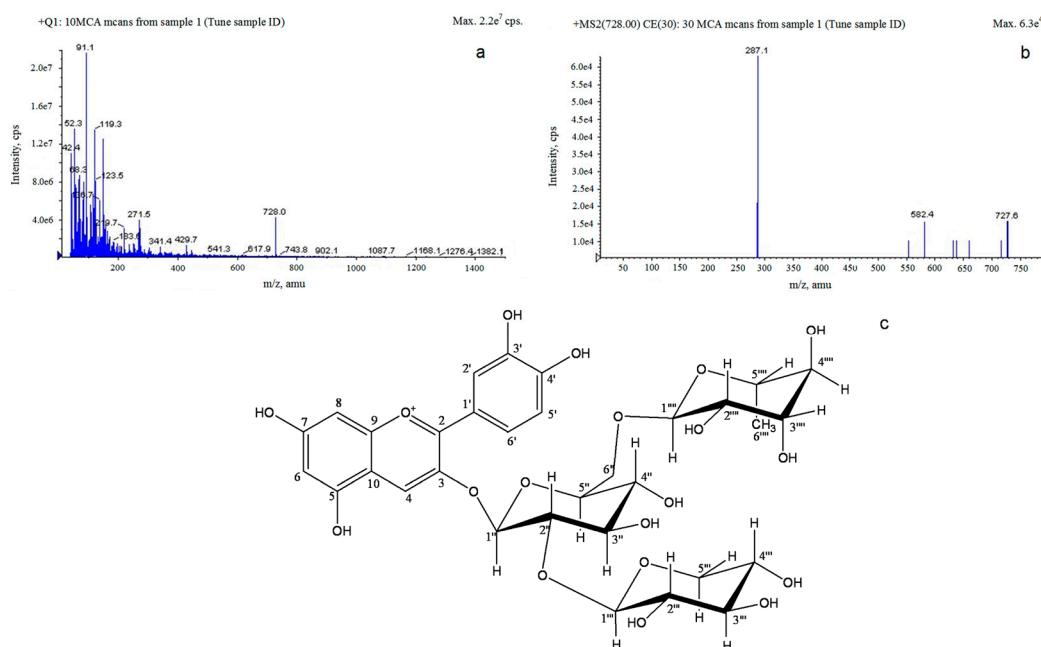 +Q1: 10MCA mcans from sample 1 (Tune sample ID)
Max. 2.2e7 cps.
a
Intensity, cps
2.0e7
1.6e7
1.2e7
8.0e6
4.0e6
91.1
52.3
119.3
42.4
68.3
123.5
271.5
728.0
341.4
429.7
541.3
617.9
743.8
902.1
1087.7
1168.1
1276.4
1382.1
200
400
600
800
1000
1200
1400
m/z, amu
+MS2(728.00) CE(30): 30 MCA mcans from sample 1 (Tune sample ID)
Max. 6.3e
b
Intensity, cps
6.0e4
5.5e4
5.0e4
4.5e4
4.0e4
3.5e4
3.0e4
2.5e4
2.0e4
1.5e4
1.0e4
287.1
582.4
727.6
50 100 150 200 250 300 350 400 450 500 550 600 650 700 750
m/z, amu
c
OH
3'
OH
2'
4'
1'
5'
6'
HO
8
7
9
O+
2
6
10
5
4
3
OH
O
O
H
OH
4''''
H
5''''
H
O
1''''
2''''
HO
H
CH3
6''''
3''''
H
OH
6''
O
H
4''
5''
OH
H
2''
H
1''
H
OH
3''
H
O
H
4'''
OH
H
5'''
H
O
H
2'''
1'''
HO
H
OH
3'''
H